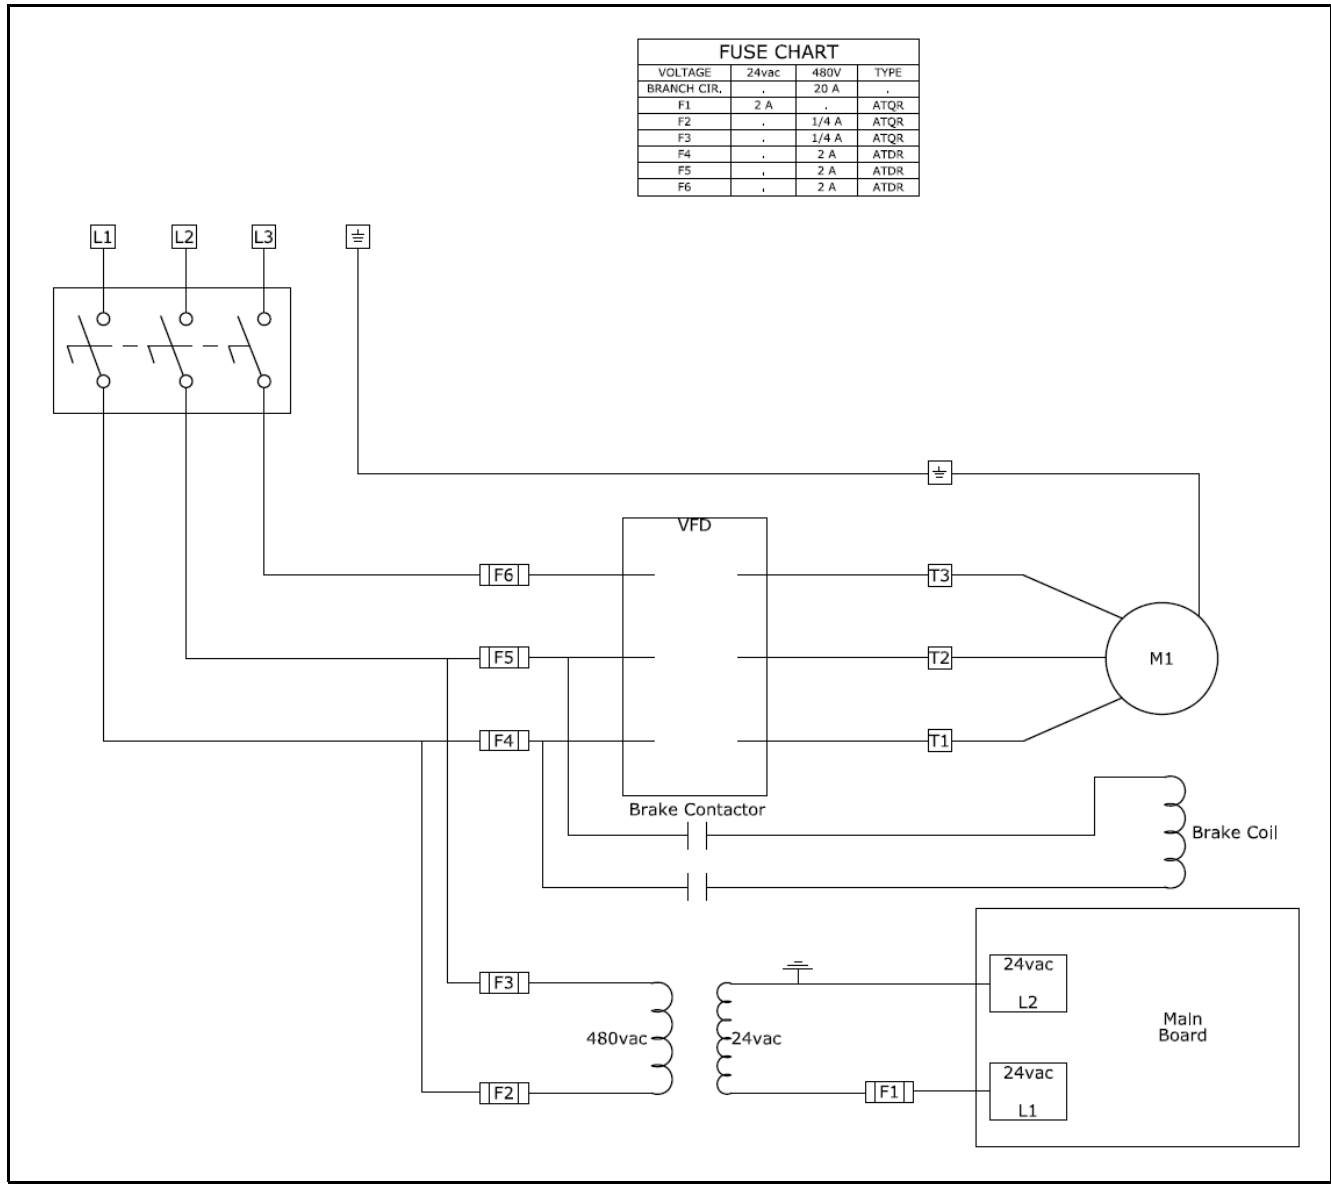 FUSE CHART
VOLTAGE 24vac 480V TYPE
BRANCH CIR. . 20 A .
F1 2 A . ATQR
F2 . 1/4 A ATQR
F3 . 1/4 A ATQR
F4 . 2 A ATDR
F5 . 2 A ATDR
F6 . 2 A ATDR
L1 L2 L3
VFD
F6 T3
F5 T2 M1
F4 T1
Brake Contactor
Brake Coil
24vac
F3 L2
480vac 24vac
Main
Board
24vac
F2 F1
L1